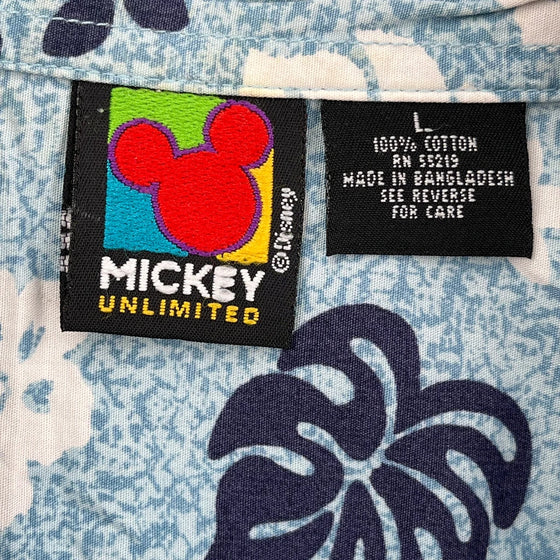 MICKEY
UNLIMITED
© Disney
L
100% COTTON
RN 55219
MADE IN BANGLADESH
SEE REVERSE
FOR CARE